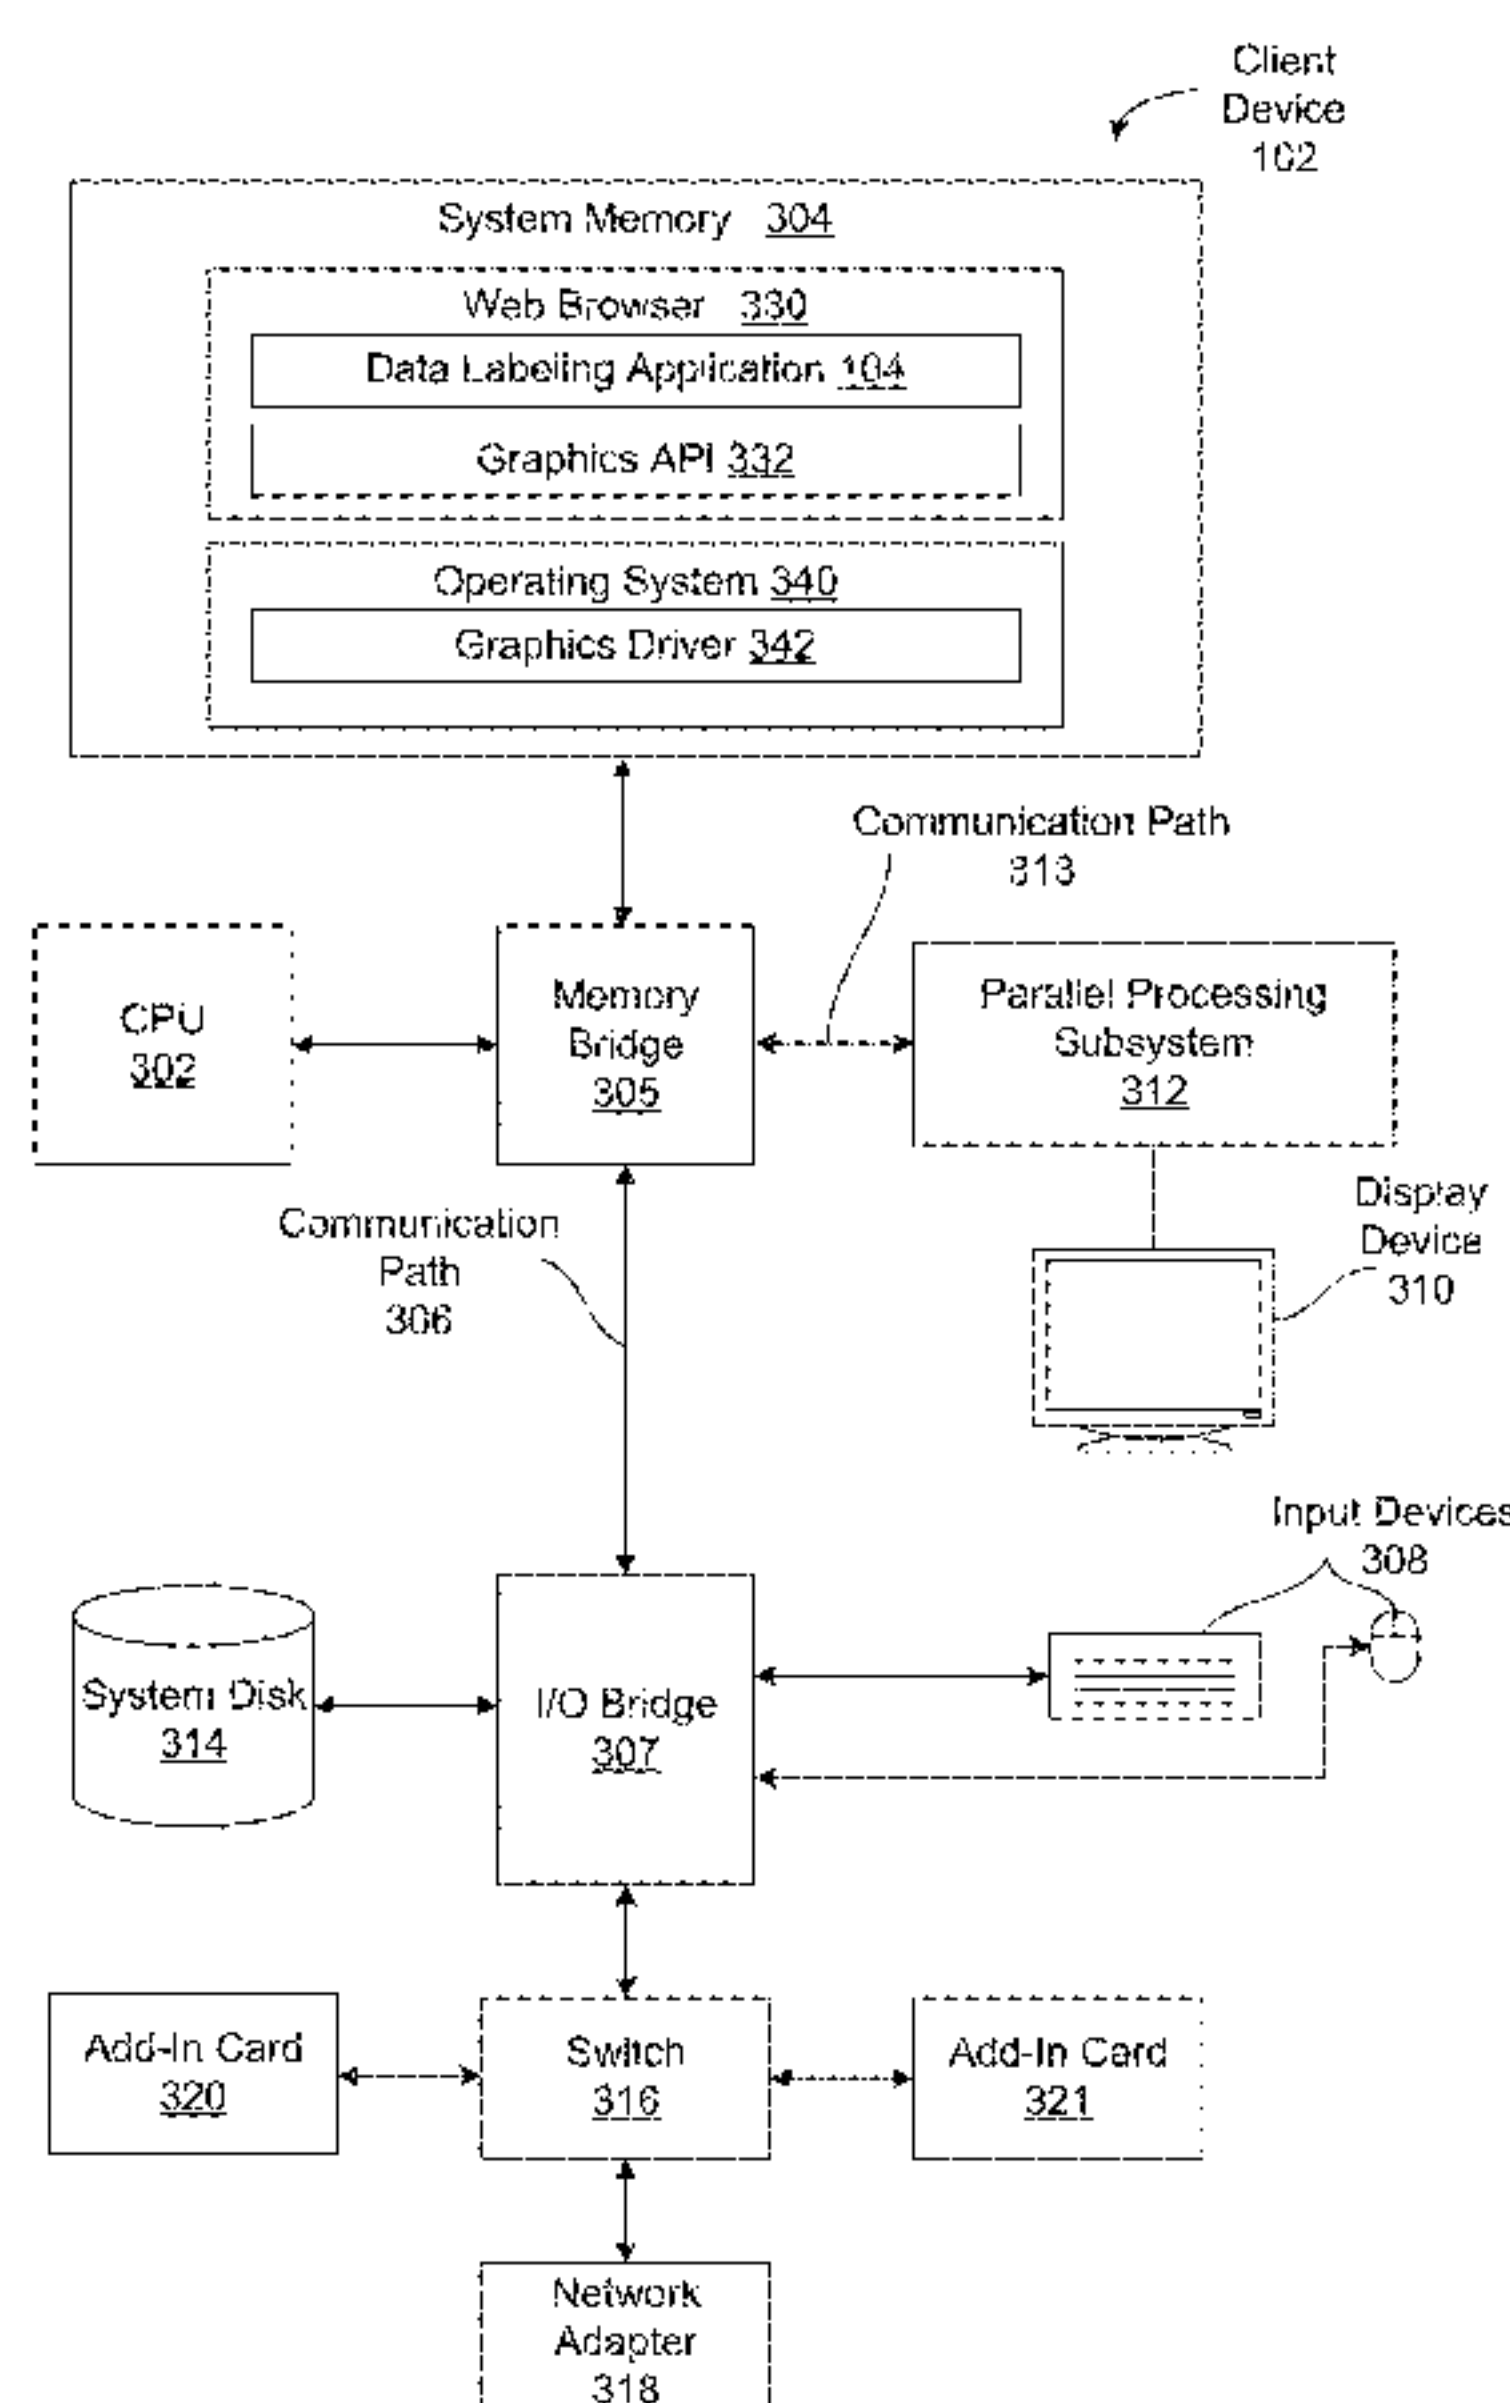 Client
Device
102
System Memory 304
Web Browser 330
Data Labeling Application 104
Graphics API 332
Operating System 340
Graphics Driver 342
Communication Path
313
CPU
302
Memory
Bridge
305
Parallel Processing
Subsystem
312
Communication
Path
306
Display
Device
310
Input Devices
308
System Disk
314
I/O Bridge
307
Add-In Card
320
Switch
316
Add-In Card
321
Network
Adapter
318